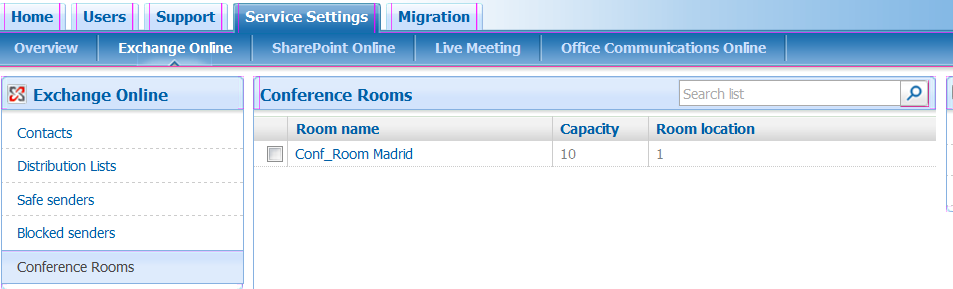 Home Users Support Service Settings Migration
Overview Exchange Online SharePoint Online Live Meeting Office Communications Online
Exchange Online
Contacts
Distribution Lists
Safe senders
Blocked senders
Conference Rooms
Conference Rooms Search list
Room name Capacity Room location
Conf_Room Madrid 10 1